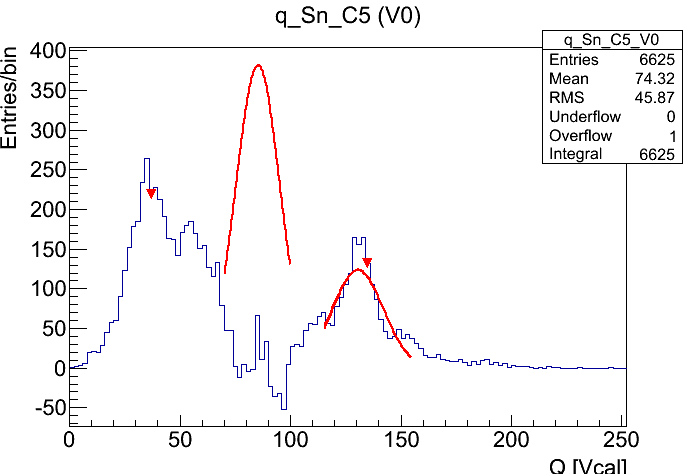 q_Sn_C5 (V0)
Entries/bin
400
350
300
250
200
150
100
50
0
-50
0 50 100 150 200 250
Q [Vcal]
q_Sn_C5_V0
Entries 6625
Mean 74.32
RMS 45.87
Underflow 0
Overflow 1
Integral 6625